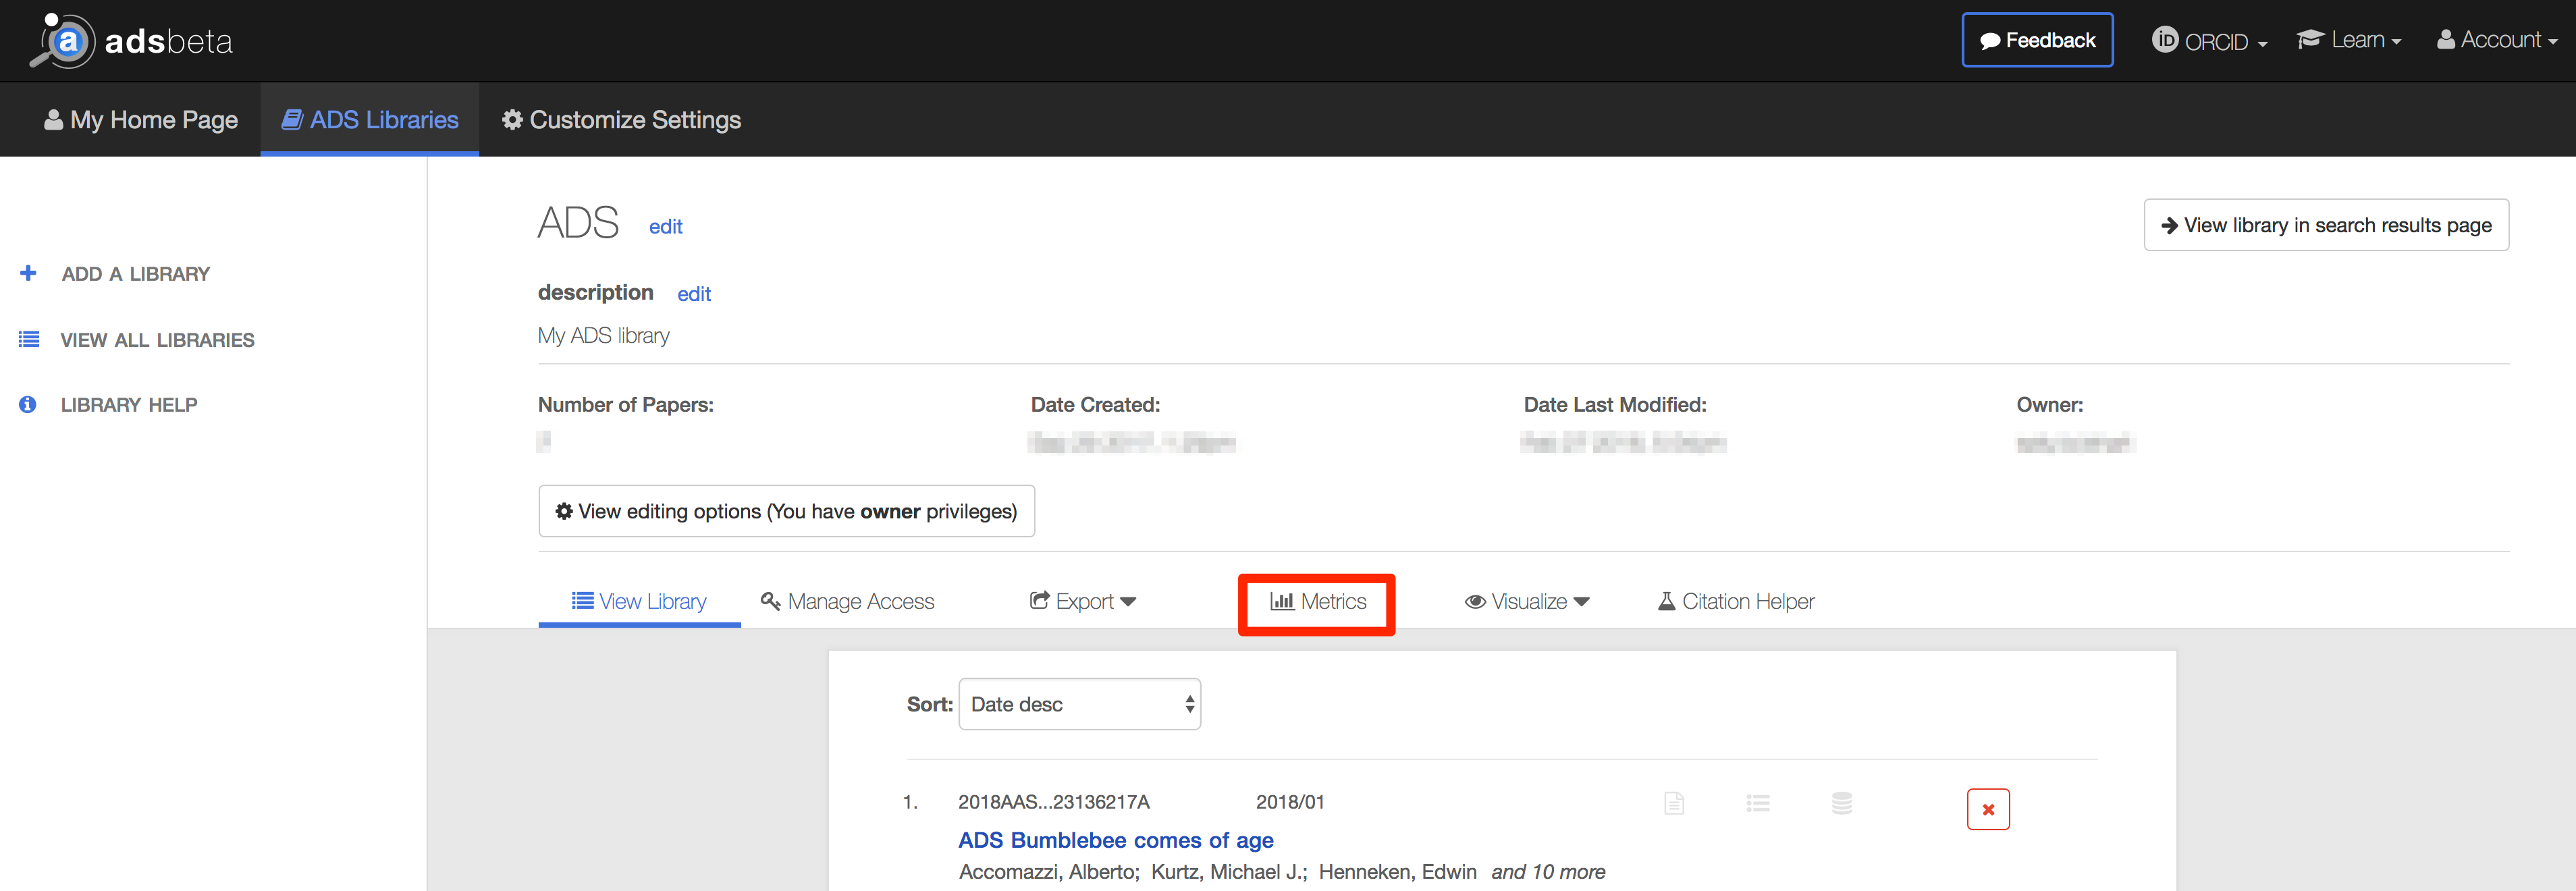 adsbeta
Feedback
ORCID
Learn
Account
My Home Page
ADS Libraries
Customize Settings
ADS edit
View library in search results page
ADD A LIBRARY
VIEW ALL LIBRARIES
LIBRARY HELP
description edit
My ADS library
Number of Papers: Date Created: Date Last Modified: Owner:
View editing options (You have owner privileges)
View Library Manage Access Export Metrics Visualize Citation Helper
Sort: Date desc
1. 2018AAS...23136217A 2018/01
ADS Bumblebee comes of age
Accomazzi, Alberto; Kurtz, Michael J.; Henneken, Edwin and 10 more